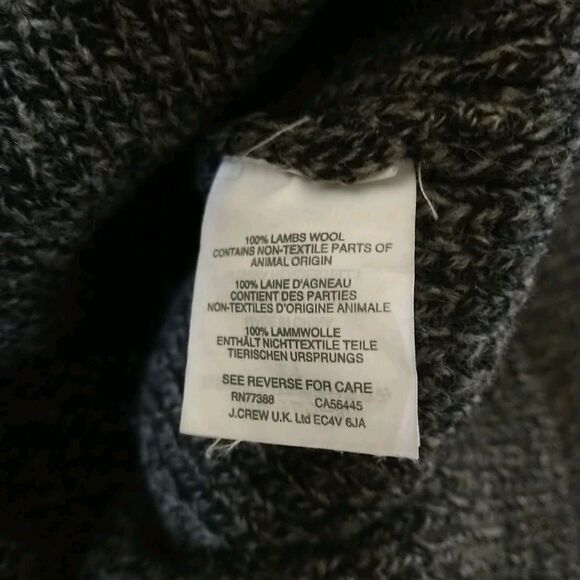 100% LAMBS WOOL
CONTAINS NON-TEXTILE PARTS OF
ANIMAL ORIGIN
100% LAINE D'AGNEAU
CONTIENT DES PARTIES
NON-TEXTILES D'ORIGINE ANIMALE
100% LAMMWOLLE
ENTHÄLT NICHTTEXTILE TEILE
TIERISCHEN URSPRUNGS
SEE REVERSE FOR CARE
RN77388 CA56445
J.CREW U.K. Ltd EC4V 6JA